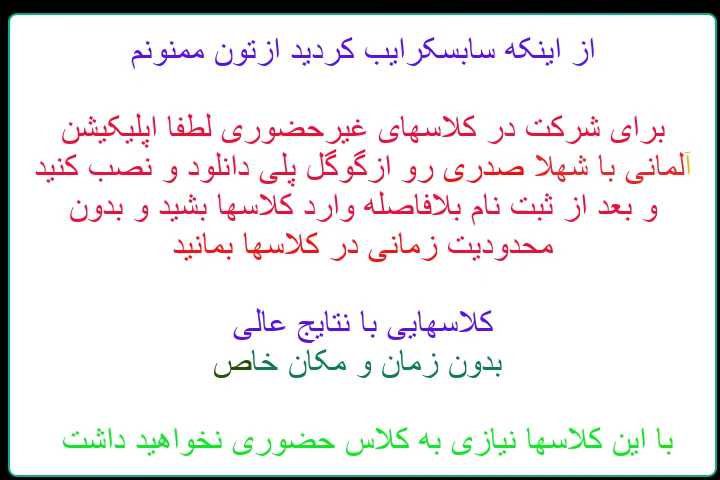 از اینکه سابسکرایب کردید ازتون ممنونم
برای شرکت در کلاسهای غیرحضوری لطفا اپلیکیشن
آلمانی با شهلا صدری رو ازگوگل پلی دانلود و نصب کنید
و بعد از ثبت نام بلافاصله وارد کلاسها بشید و بدون
محدودیت زمانی در کلاسها بمانید
کلاسهایی با نتایج عالی
بدون زمان و مکان خاص
با این کلاسها نیازی به کلاس حضوری نخواهید داشت